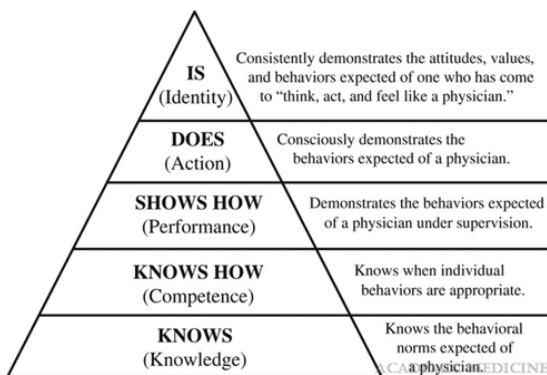 IS
(Identity)
Consistently demonstrates the attitudes, values,
and behaviors expected of one who has come
to “think, act, and feel like a physician.”
DOES
(Action)
Consciously demonstrates the
behaviors expected of a physician.
SHOWS HOW
(Performance)
Demonstrates the behaviors expected
of a physician under supervision.
KNOWS HOW
(Competence)
Knows when individual
behaviors are appropriate.
KNOWS
(Knowledge)
Knows the behavioral
norms expected of
a physician.
ACADEMIC MEDICINE